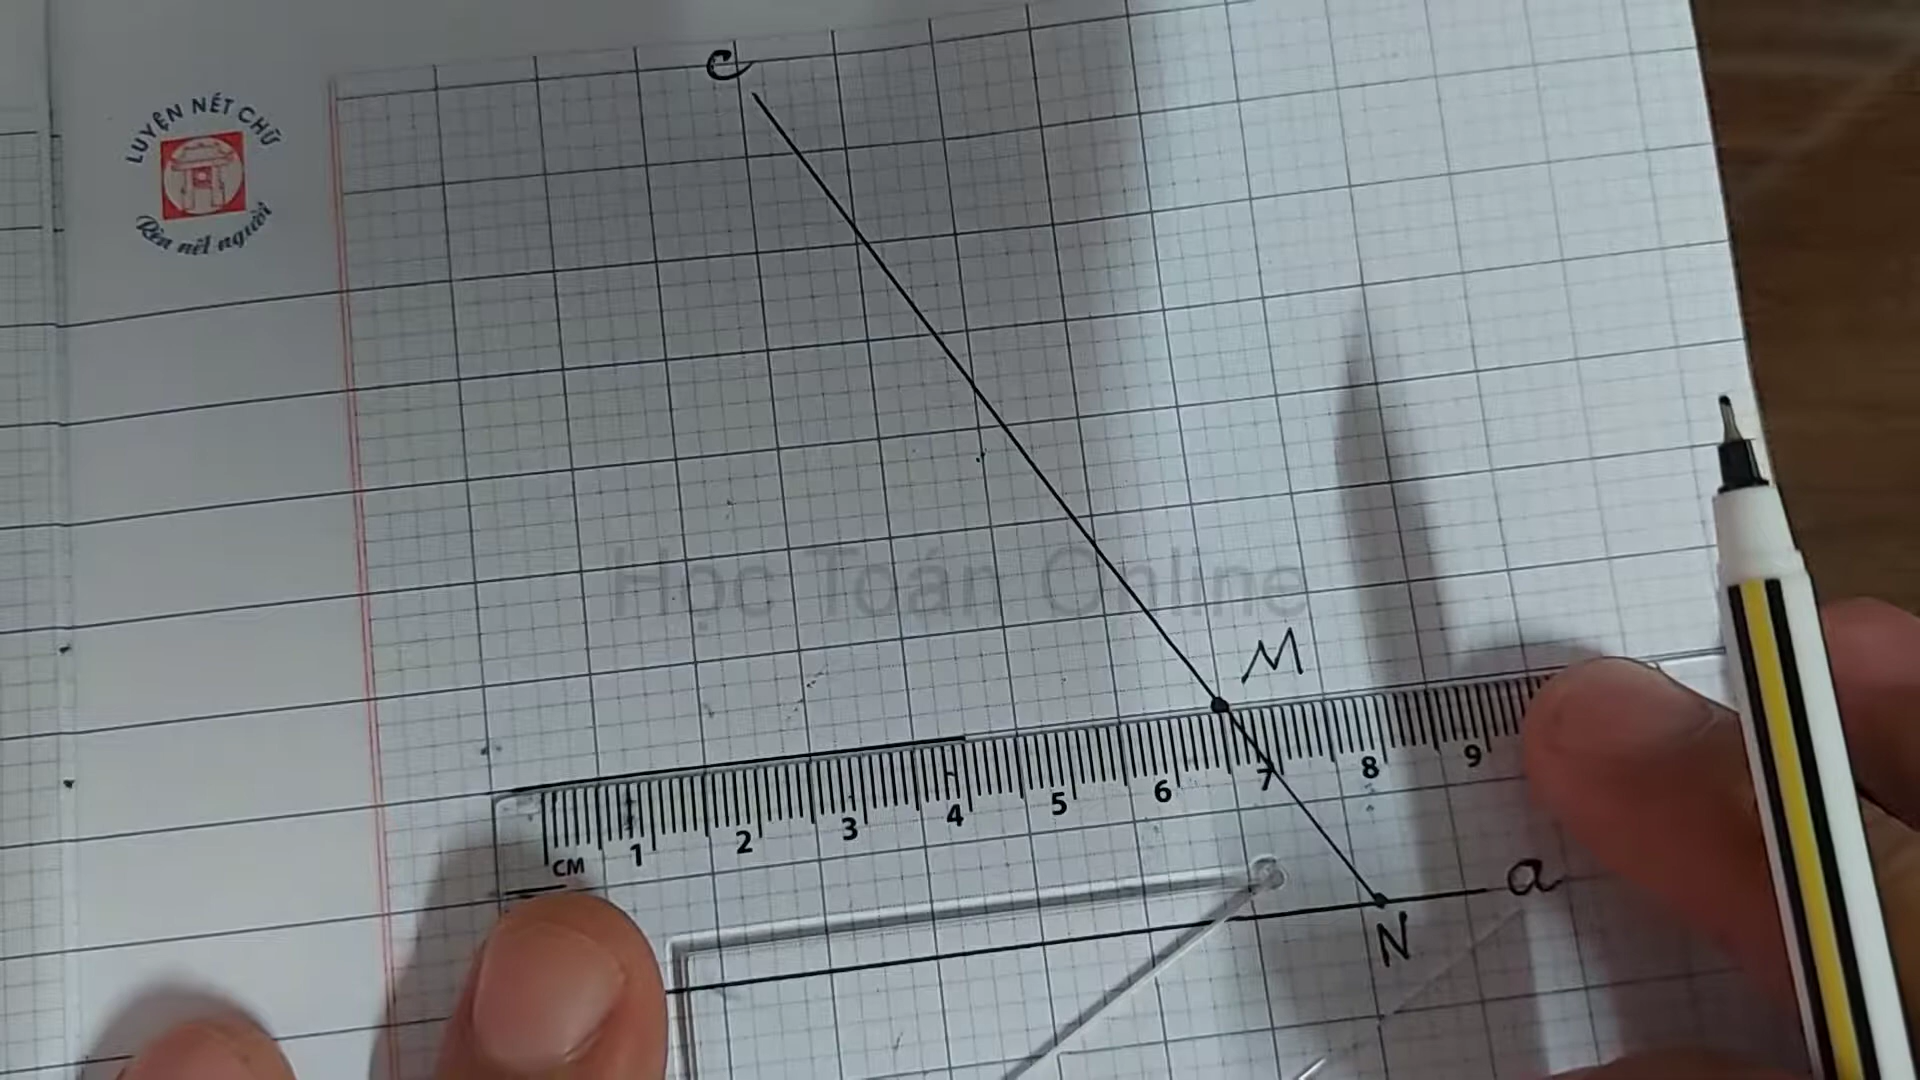 c
LUYỆN NÉT CHỮ
Rèn nết người
Học Toán Online
M
CM 1 2 3 4 5 6 7 8 9
a
N